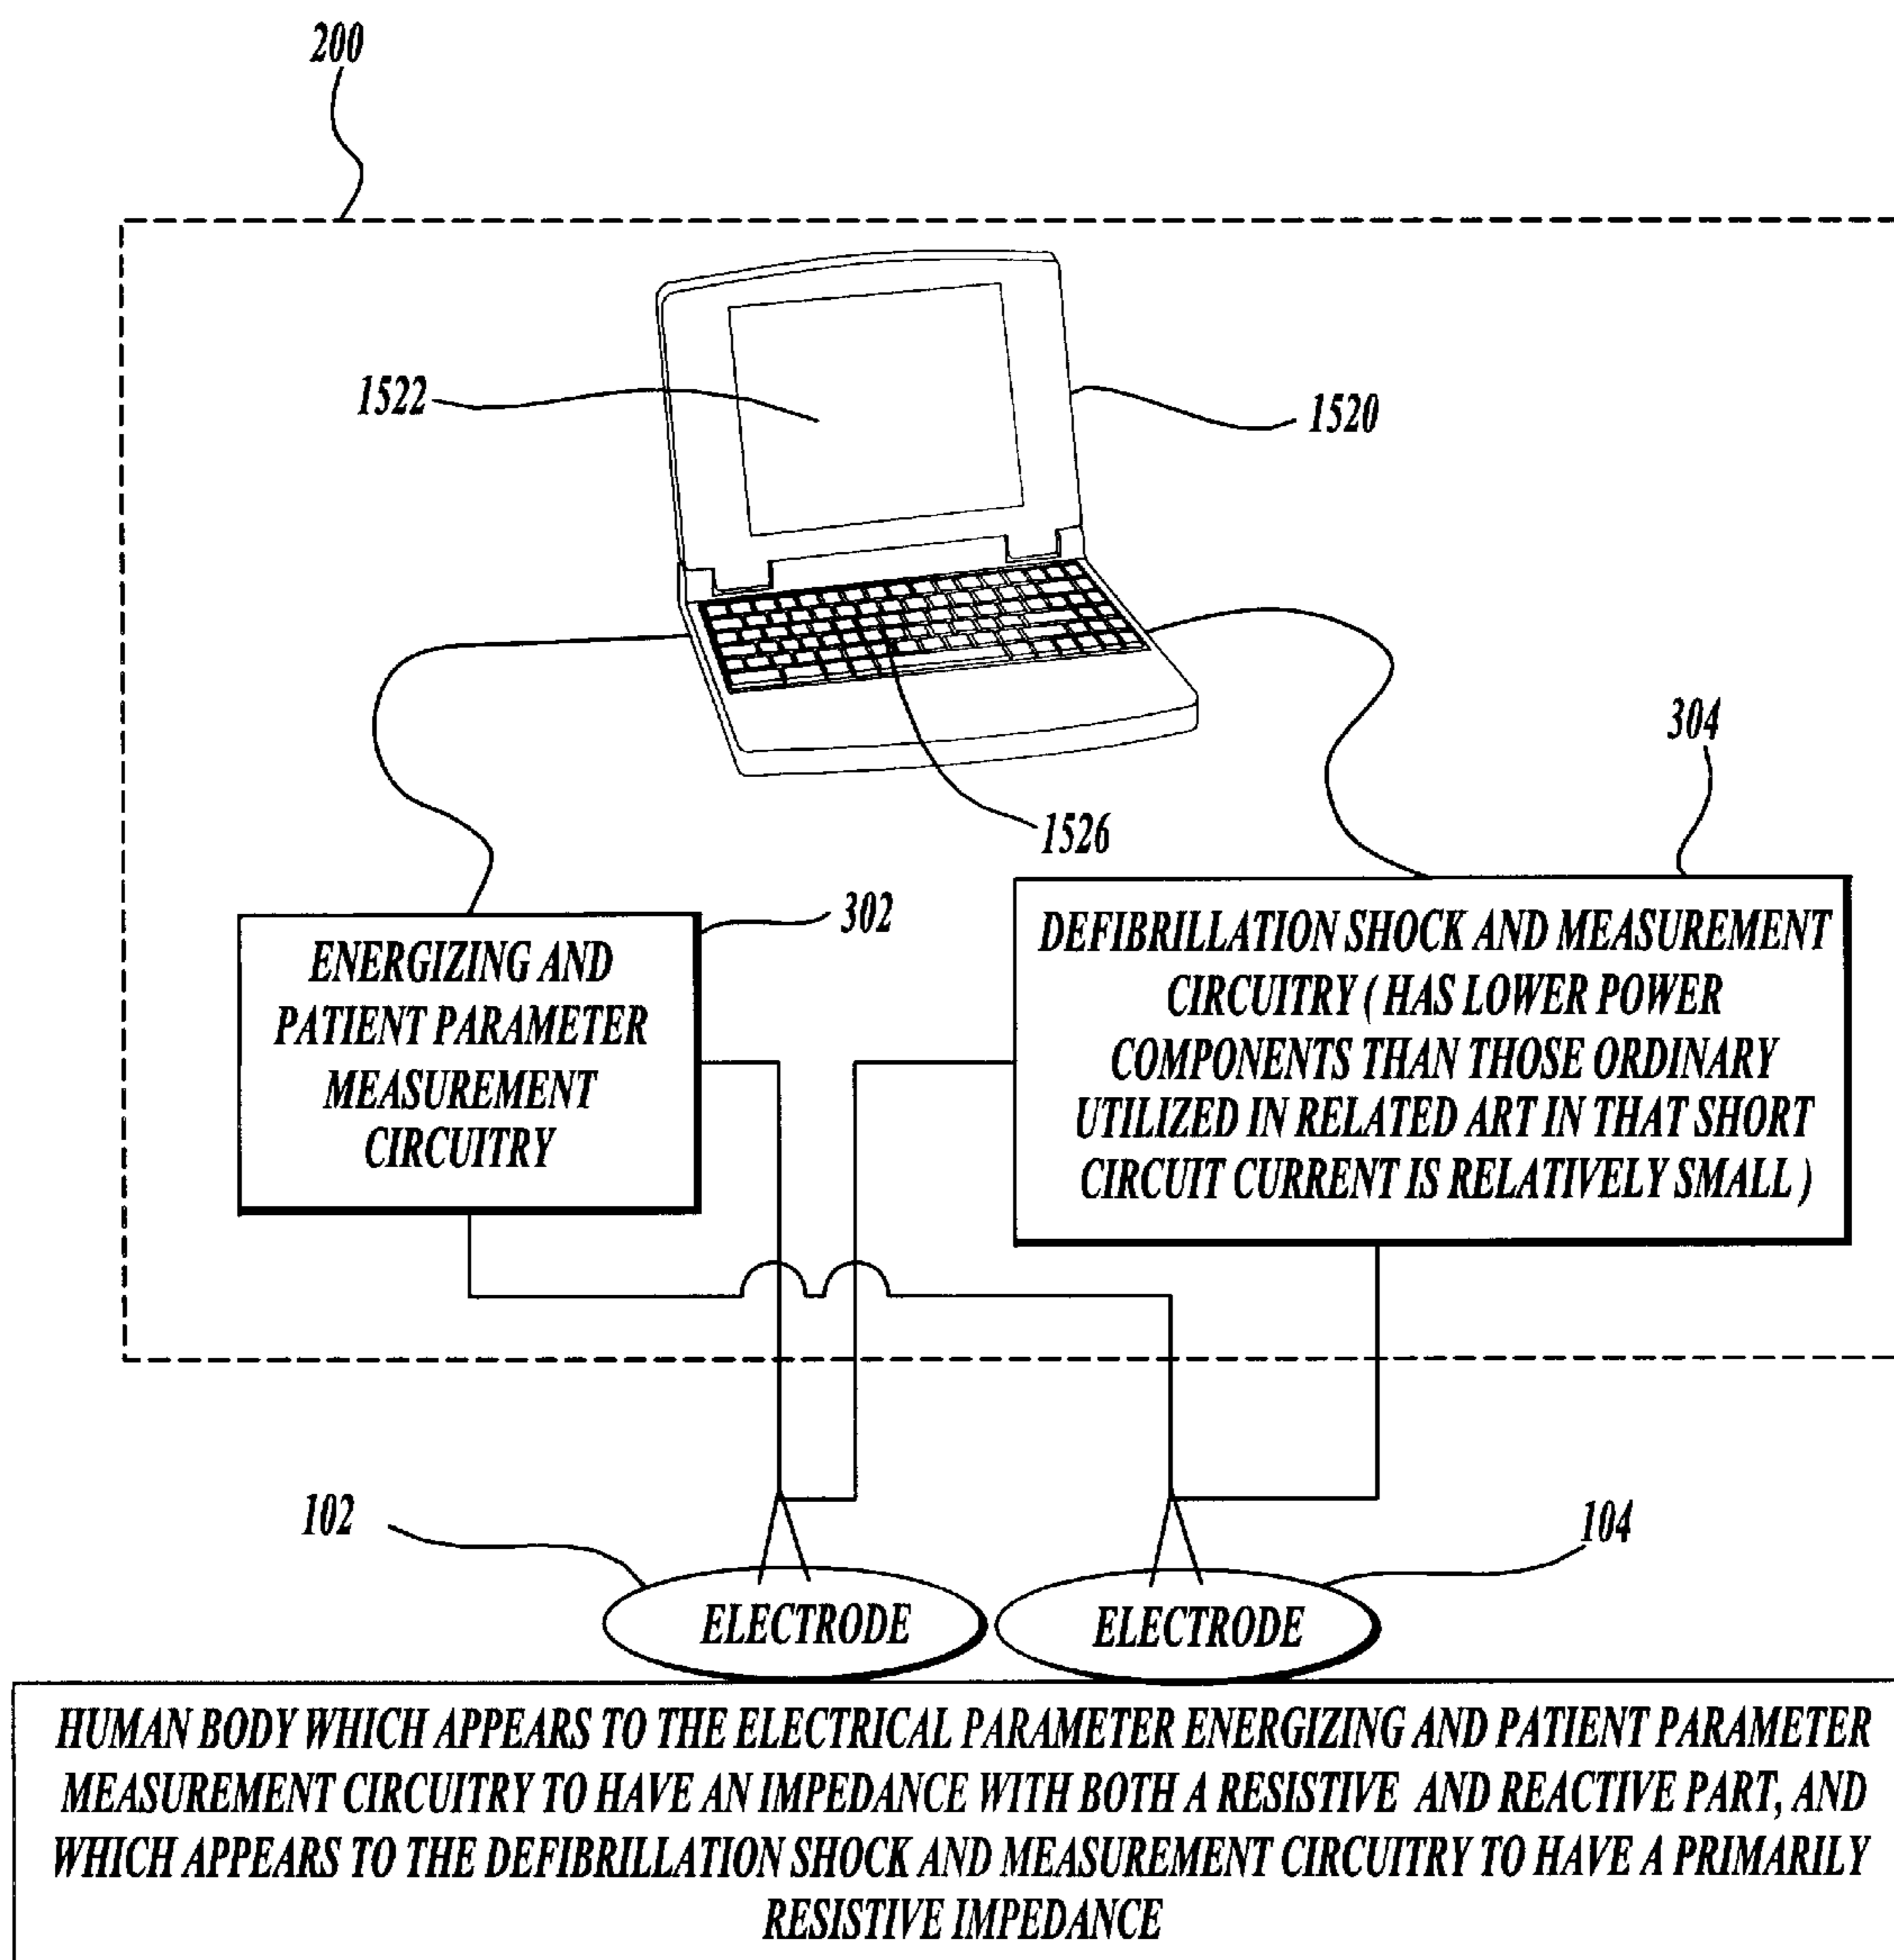 200
1522
1520
304
1526
302
ENERGIZING AND
PATIENT PARAMETER
MEASUREMENT
CIRCUITRY
DEFIBRILLATION SHOCK AND MEASUREMENT
CIRCUITRY ( HAS LOWER POWER
COMPONENTS THAN THOSE ORDINARY
UTILIZED IN RELATED ART IN THAT SHORT
CIRCUIT CURRENT IS RELATIVELY SMALL )
102
104
ELECTRODE
ELECTRODE
HUMAN BODY WHICH APPEARS TO THE ELECTRICAL PARAMETER ENERGIZING AND PATIENT PARAMETER
MEASUREMENT CIRCUITRY TO HAVE AN IMPEDANCE WITH BOTH A RESISTIVE AND REACTIVE PART, AND
WHICH APPEARS TO THE DEFIBRILLATION SHOCK AND MEASUREMENT CIRCUITRY TO HAVE A PRIMARILY
RESISTIVE IMPEDANCE